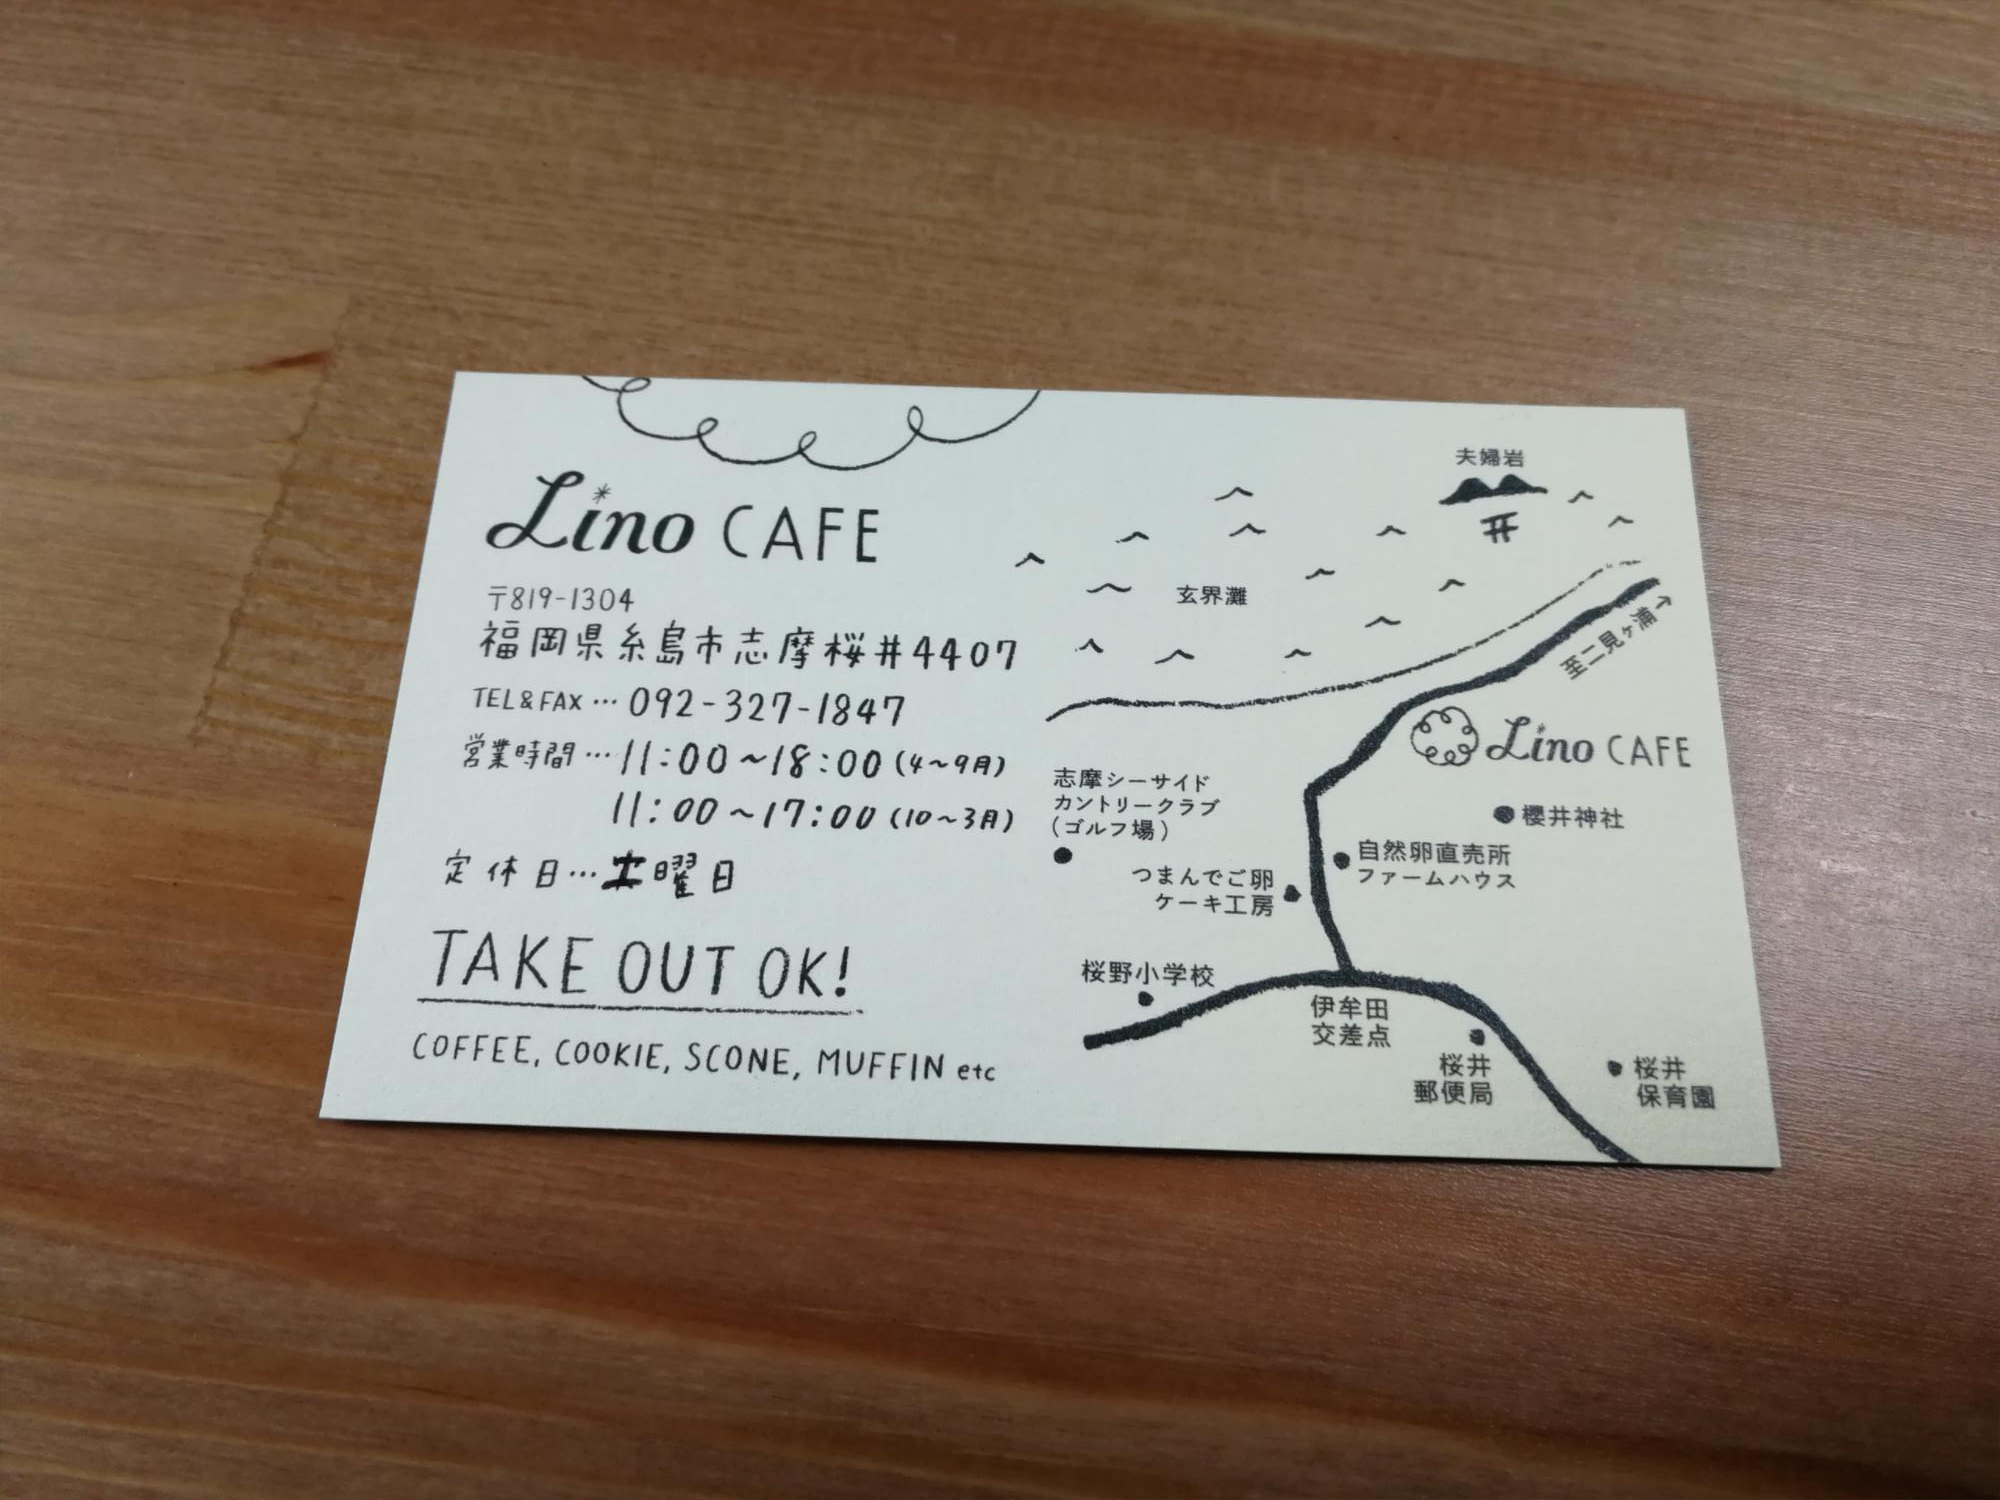 Lino CAFE
〒819-1304
福岡県糸島市志摩桜井4407
TEL&FAX…092-327-1847
営業時間…11:00~18:00(4~9月)
11:00~17:00(10~3月)
定休日…土曜日
TAKE OUT OK!
COFFEE, COOKIE, SCONE, MUFFIN etc
夫婦岩
玄界灘
至二見ヶ浦
Lino CAFE
櫻井神社
志摩シーサイド
カントリークラブ
(ゴルフ場)
自然卵直売所
ファームハウス
つまんでご卵
ケーキ工房
桜野小学校
伊牟田
交差点
桜井
郵便局
桜井
保育園